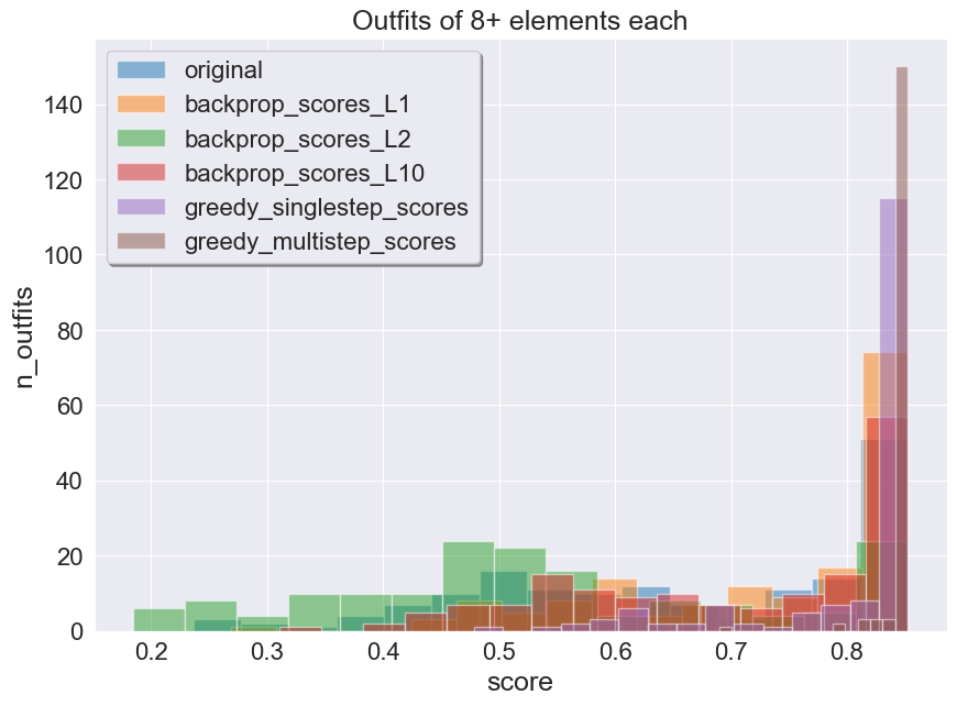 Outfits of 8+ elements each
original
backprop_scores_L1
backprop_scores_L2
backprop_scores_L10
greedy_singlestep_scores
greedy_multistep_scores
n_outfits
140
120
100
80
60
40
20
0
0.2 0.3 0.4 0.5 0.6 0.7 0.8
score